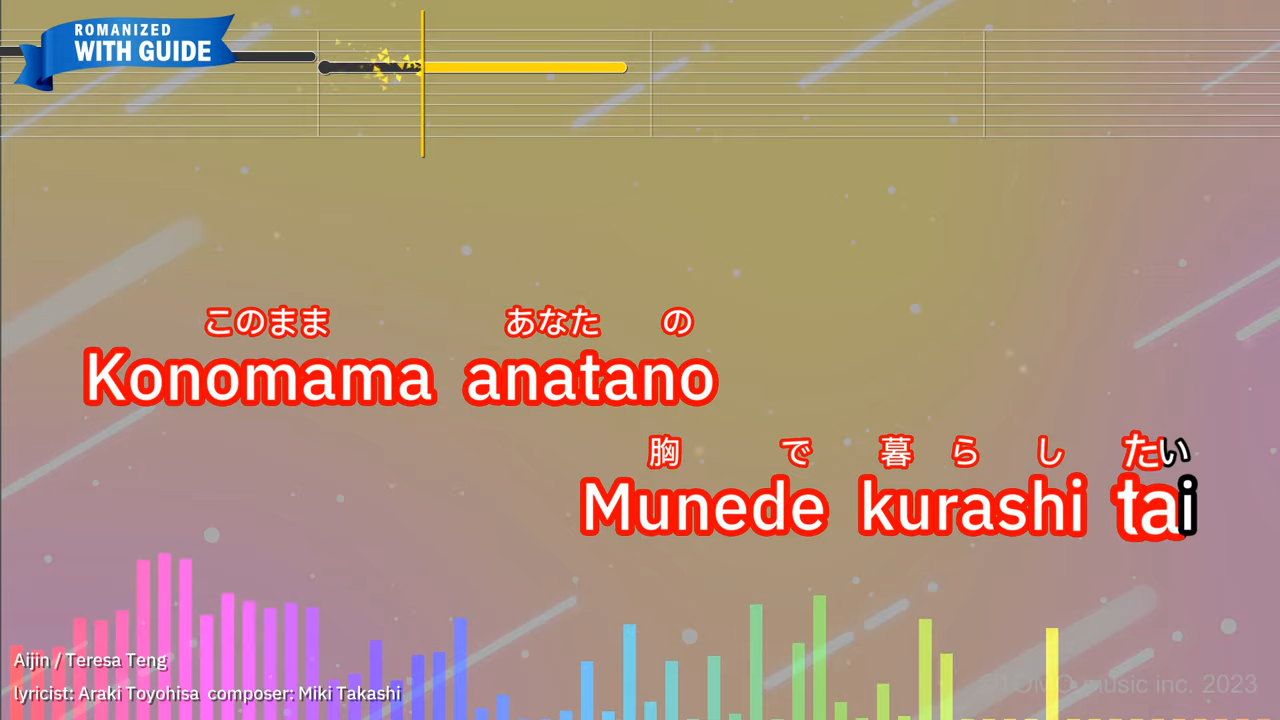 ROMANIZED
WITH GUIDE
このまま あなた の
Konomama anatano
胸 で 暮 ら し たい
Munede kurashi tai
Aijin / Teresa Teng
lyricist: Araki Toyohisa composer: Miki Takashi
music inc. 2023